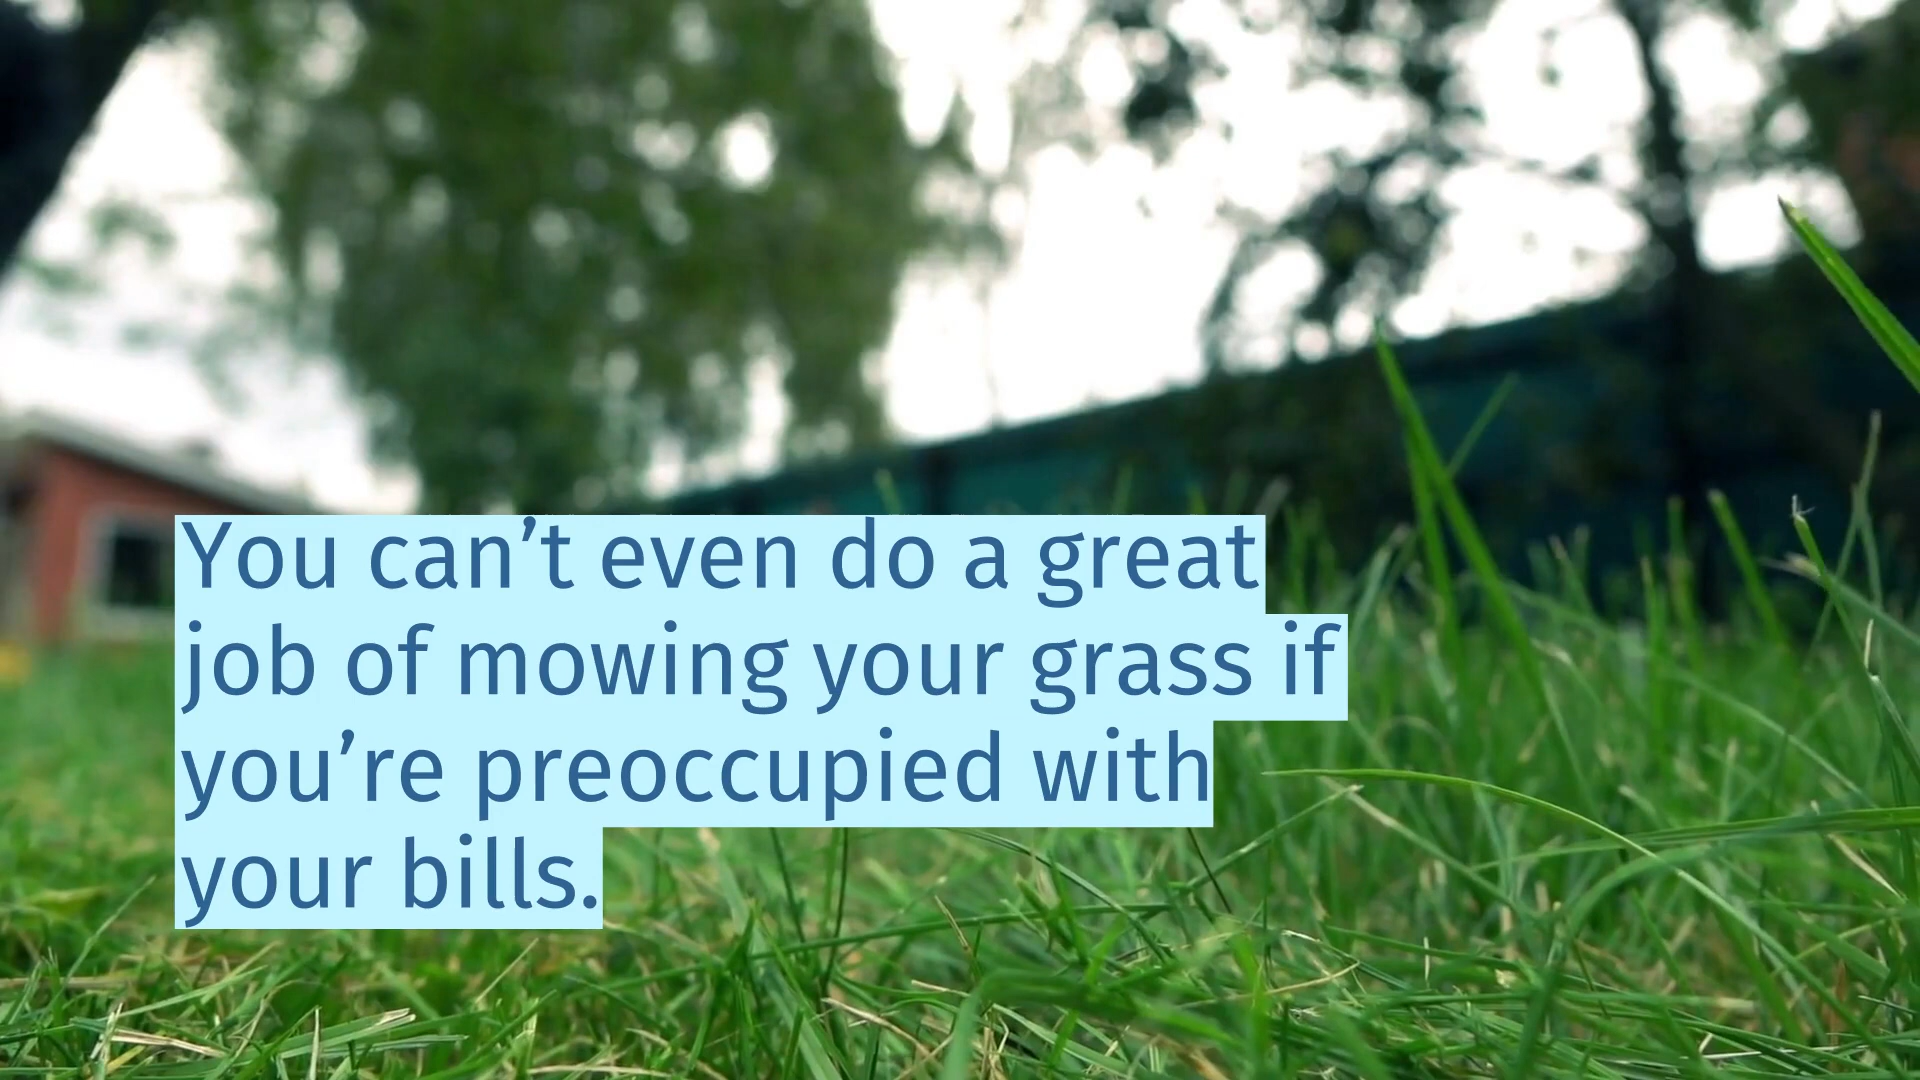 You can’t even do a great
job of mowing your grass if
you’re preoccupied with
your bills.